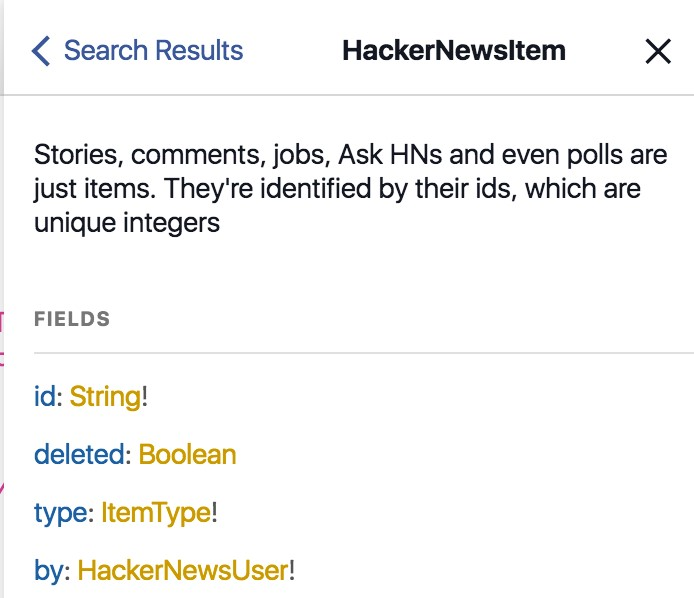 Search Results
HackerNewsItem
Stories, comments, jobs, Ask HNs and even polls are
just items. They're identified by their ids, which are
unique integers
FIELDS
id: String!
deleted: Boolean
type: ItemType!
by: HackerNewsUser!